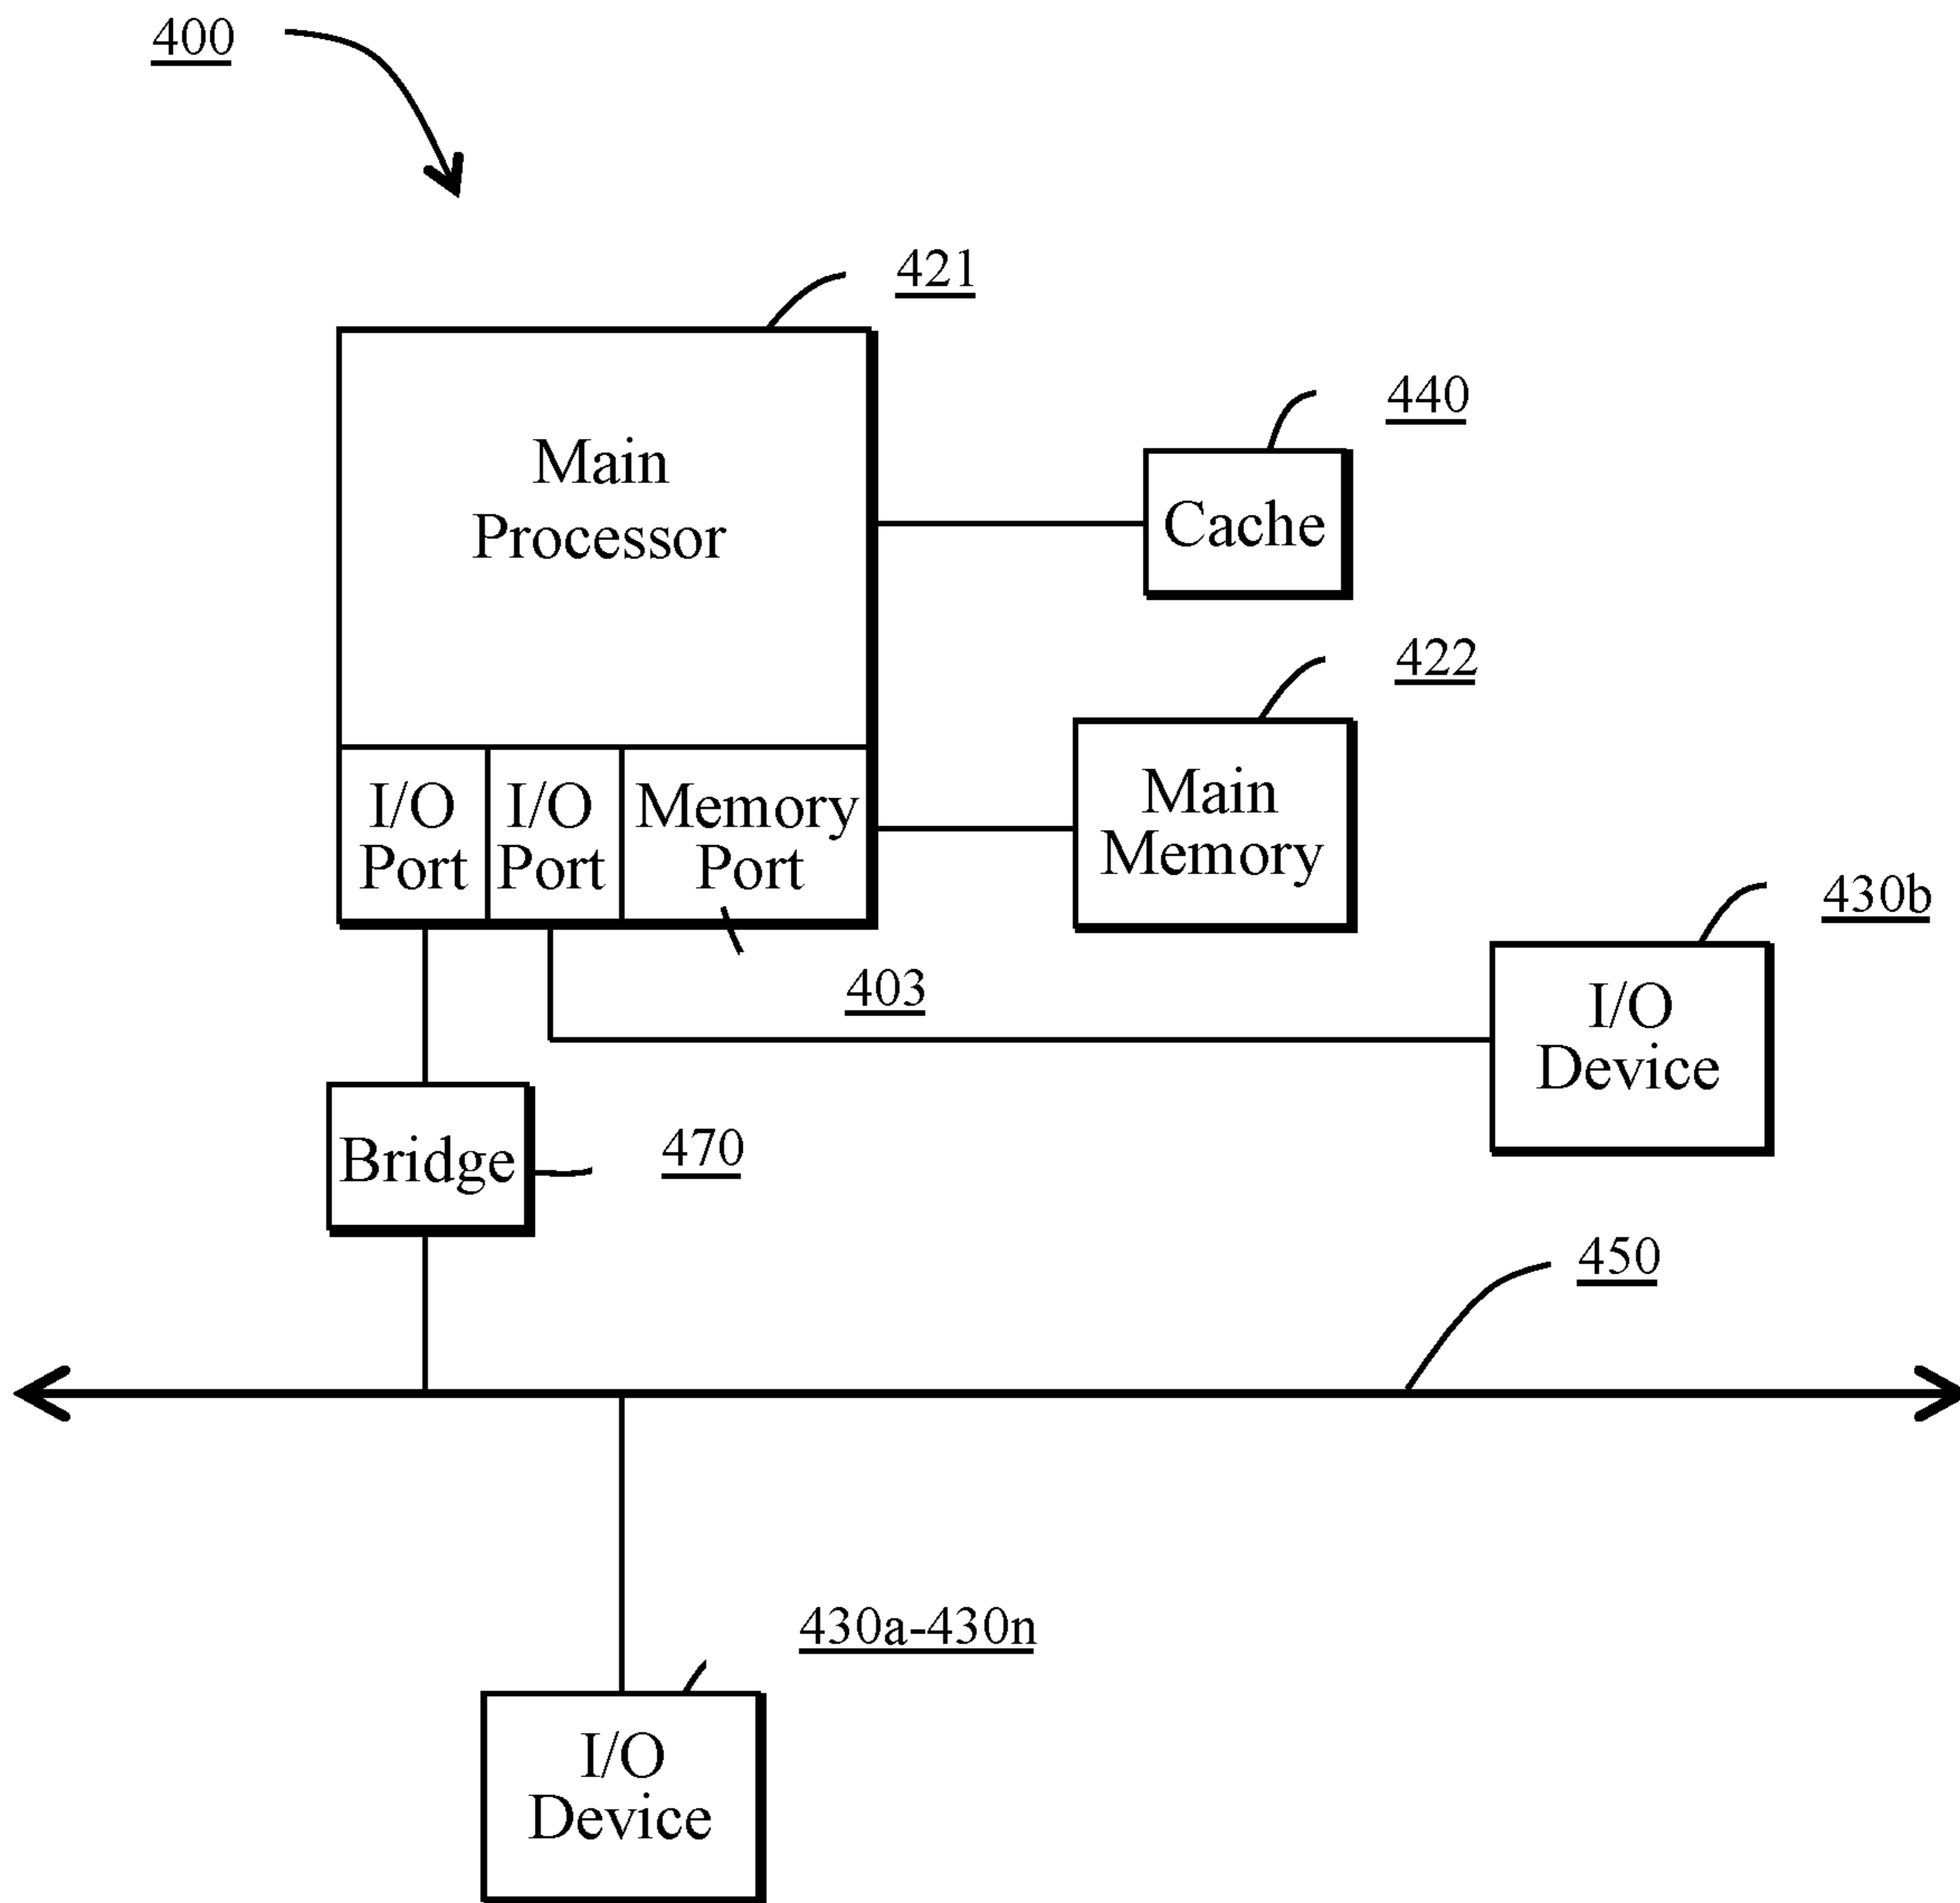 400
421
Main
Processor
440
Cache
422
Main
Memory
I/O
Port
I/O
Port
Memory
Port
403
430b
I/O
Device
Bridge
470
450
430a-430n
I/O
Device